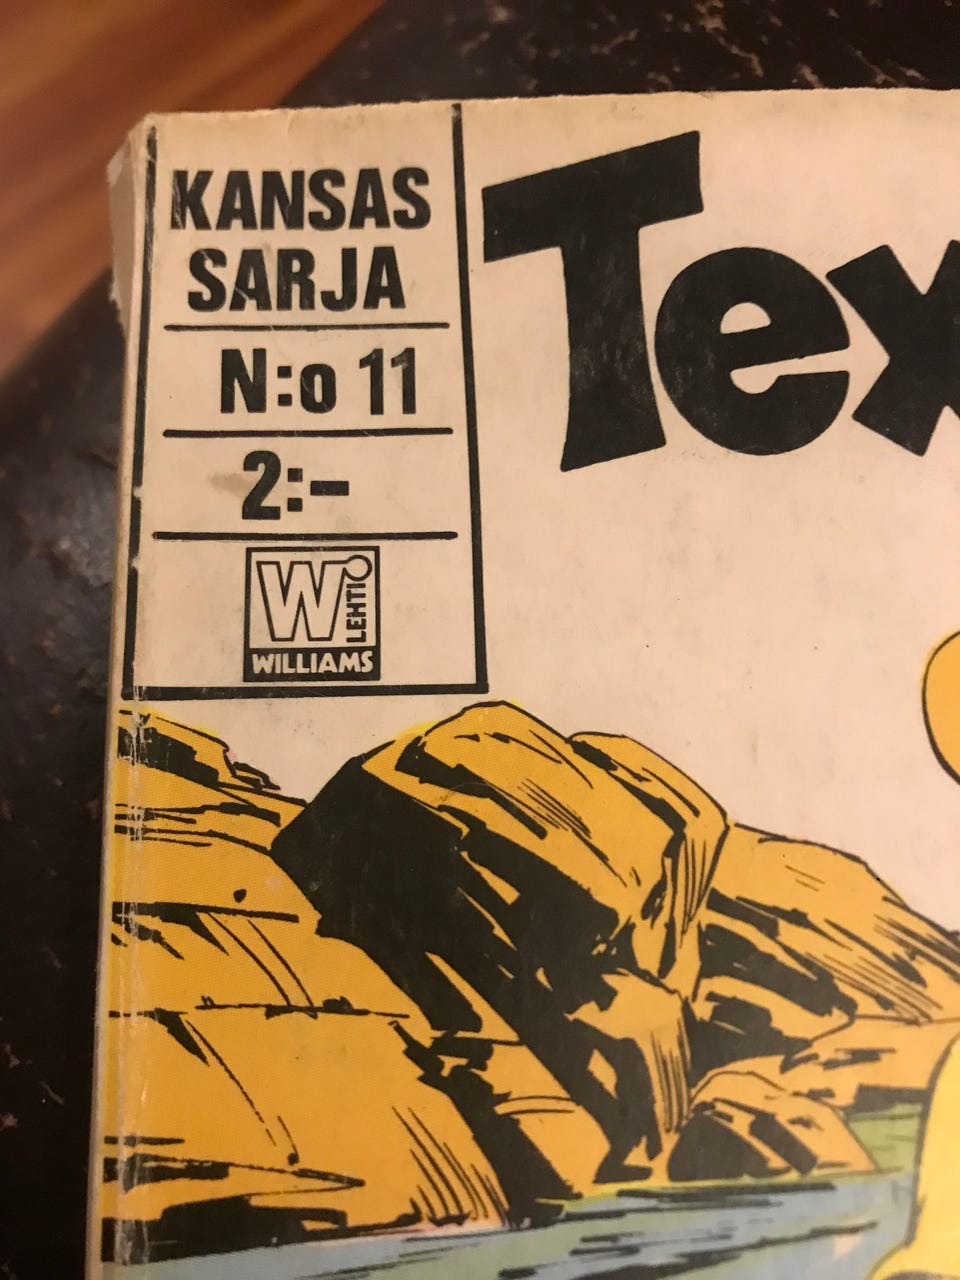 KANSAS
SARJA
N:o 11
2:-
W LEHTI
WILLIAMS
Tex